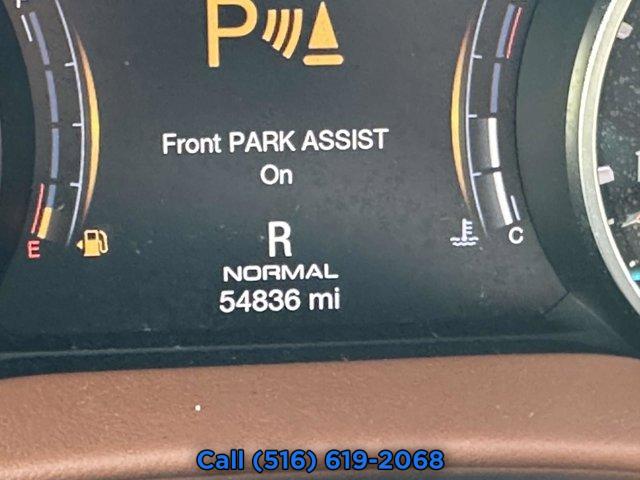 P
Front PARK ASSIST
On
E
R
C
NORMAL
54836 mi
Call (516) 619-2068